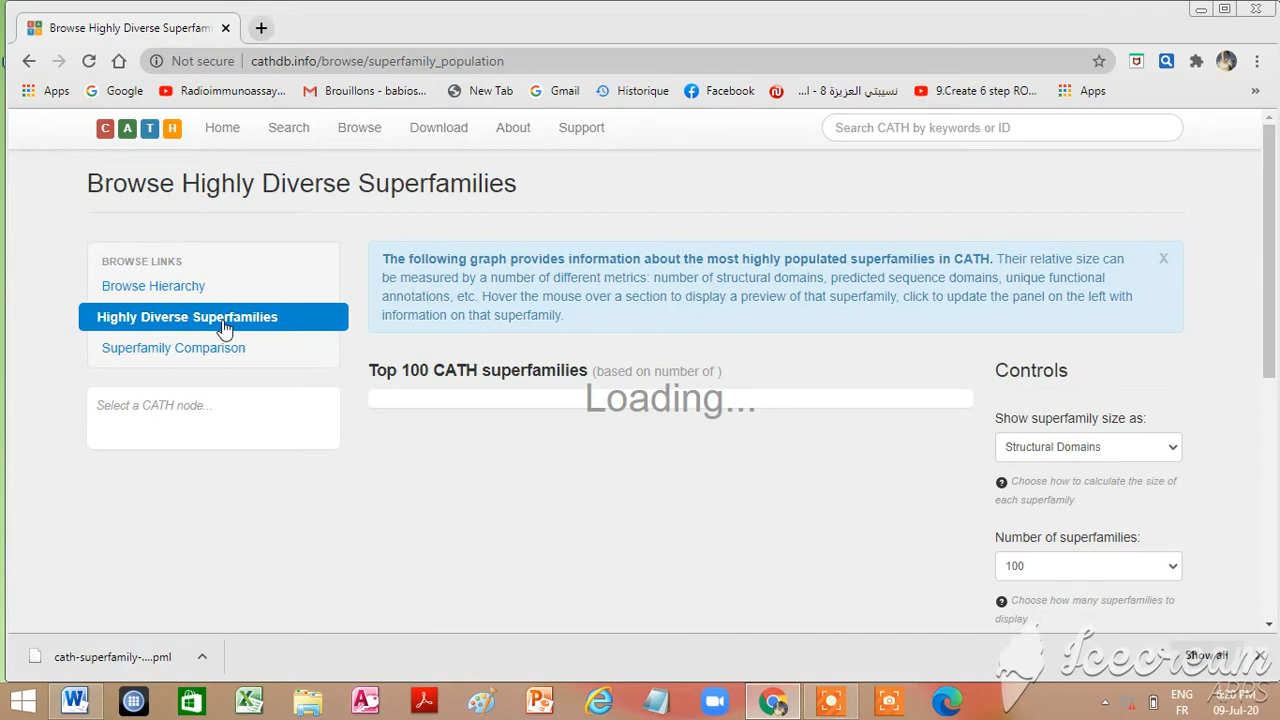 Browse Highly Diverse Superfami
Not secure cathdb.info/browse/superfamily_population
Apps Google Radioimmunoassay... Brouillons - babios... New Tab Gmail Historique Facebook نسيبتي العزيزة 8 - ا... 9.Create 6 step RO... Apps »
C A T H Home Search Browse Download About Support Search CATH by keywords or ID
Browse Highly Diverse Superfamilies
BROWSE LINKS
Browse Hierarchy
Highly Diverse Superfamilies
Superfamily Comparison
Select a CATH node...
The following graph provides information about the most highly populated superfamilies in CATH. Their relative size can
be measured by a number of different metrics: number of structural domains, predicted sequence domains, unique functional
annotations, etc. Hover the mouse over a section to display a preview of that superfamily, click to update the panel on the left with
information on that superfamily.
x
Top 100 CATH superfamilies (based on number of )
Loading...
Controls
Show superfamily size as:
Structural Domains
Choose how to calculate the size of
each superfamily
Number of superfamilies:
100
Choose how many superfamilies to
display
cath-superfamily-....pml
Show all
Icecream
APPS
ENG
FR
09-Jul-20